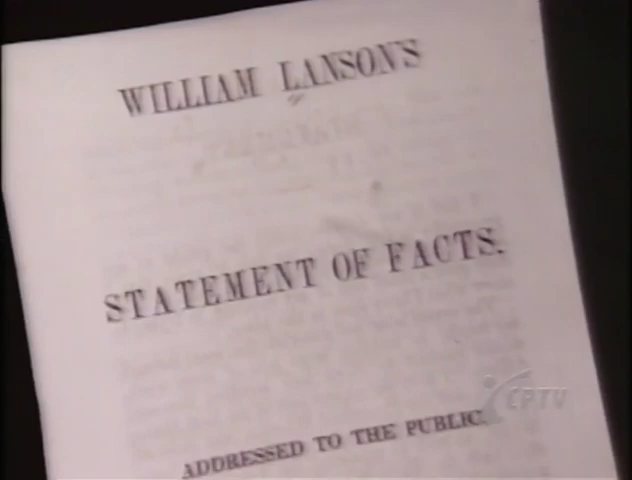 WILLIAM LANSON'S
STATEMENT OF FACTS.
ADDRESSED TO THE PUBLIC.
CPTV